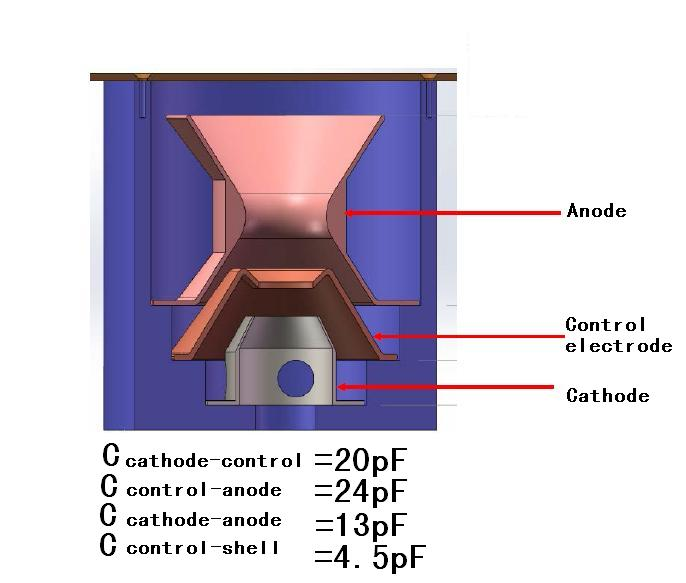 Anode
Control
electrode
Cathode
C cathode-control =20pF
C control-anode =24pF
C cathode-anode =13pF
C control-shell =4.5pF